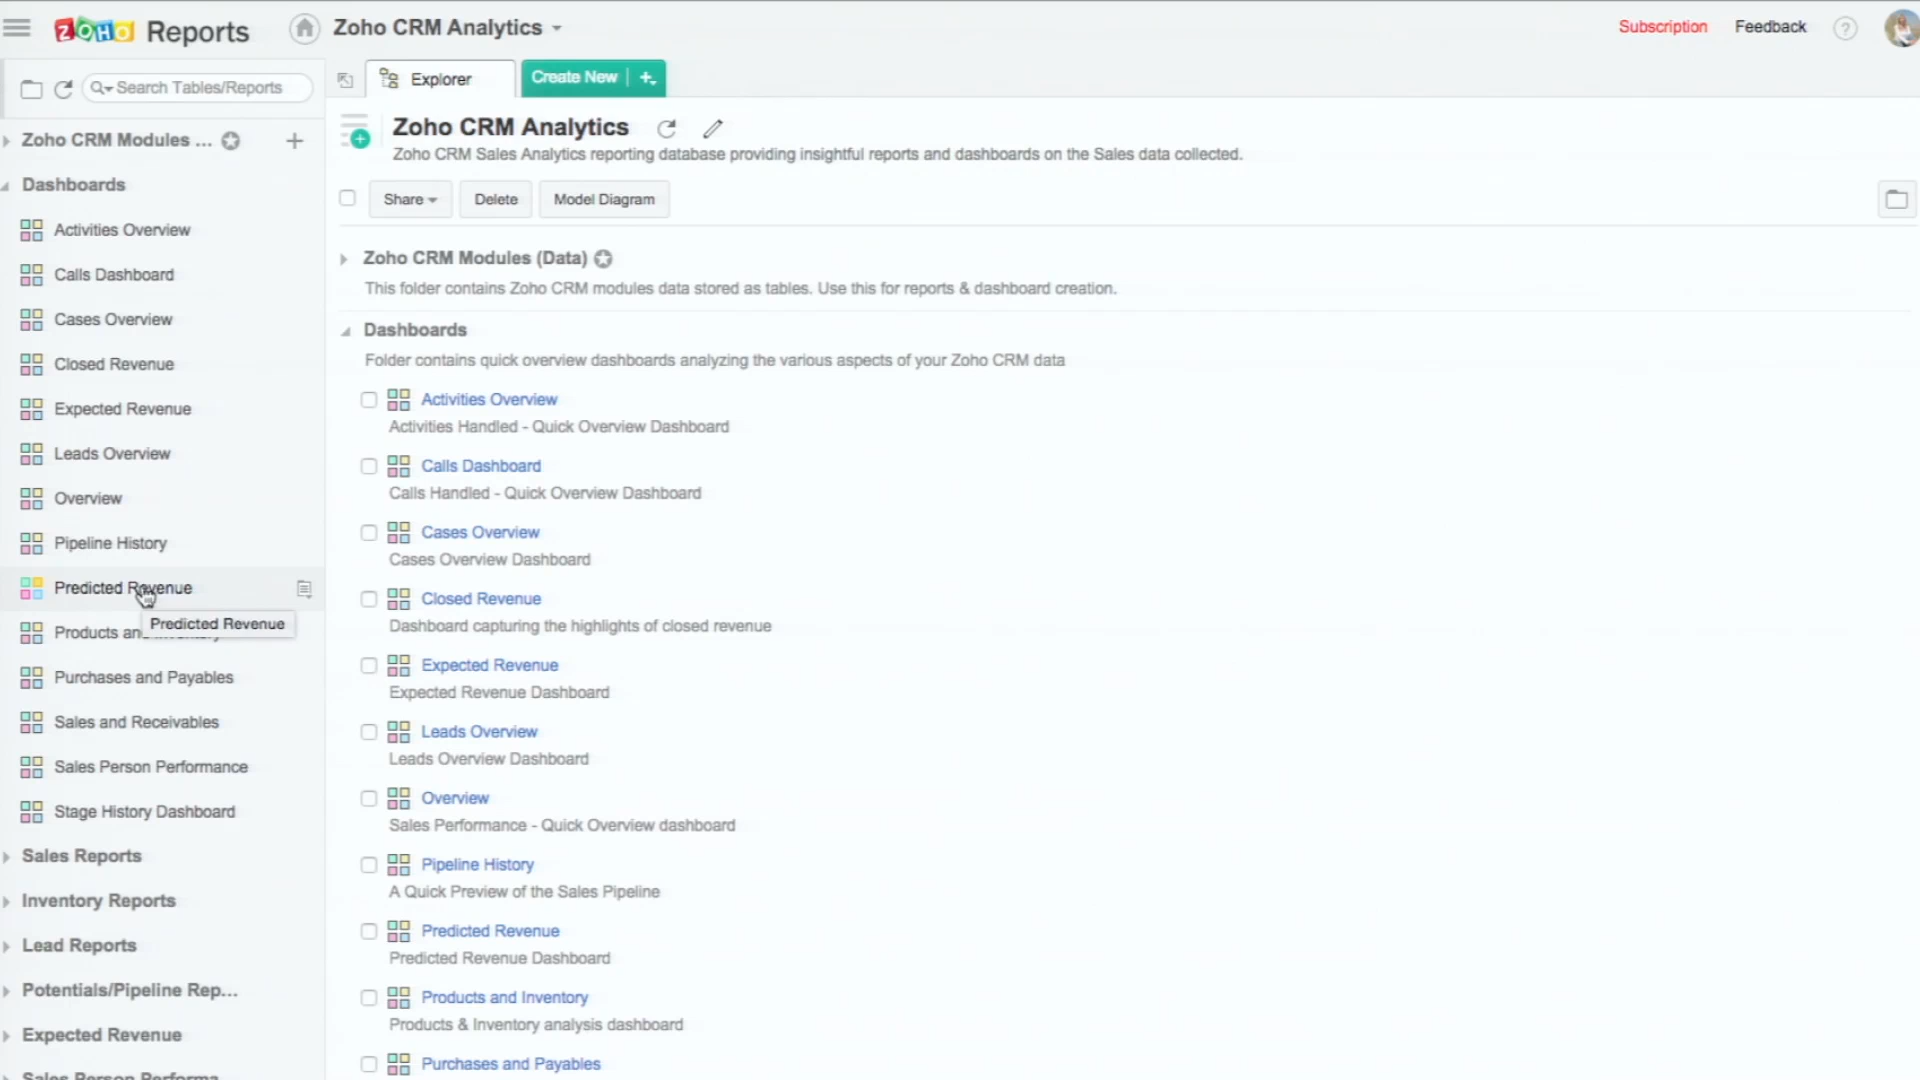 ZOHO Reports
Zoho CRM Analytics
Subscription
Feedback
?
Search Tables/Reports
Explorer
Create New
Zoho CRM Modules ...
Dashboards
Activities Overview
Calls Dashboard
Cases Overview
Closed Revenue
Expected Revenue
Leads Overview
Overview
Pipeline History
Predicted Revenue
Predicted Revenue
Products and Inventory
Purchases and Payables
Sales and Receivables
Sales Person Performance
Stage History Dashboard
Sales Reports
Inventory Reports
Lead Reports
Potentials/Pipeline Rep...
Expected Revenue
Sales Person Performa...
Zoho CRM Analytics
Zoho CRM Sales Analytics reporting database providing insightful reports and dashboards on the Sales data collected.
Share
Delete
Model Diagram
Zoho CRM Modules (Data)
This folder contains Zoho CRM modules data stored as tables. Use this for reports & dashboard creation.
Dashboards
Folder contains quick overview dashboards analyzing the various aspects of your Zoho CRM data
Activities Overview
Activities Handled - Quick Overview Dashboard
Calls Dashboard
Calls Handled - Quick Overview Dashboard
Cases Overview
Cases Overview Dashboard
Closed Revenue
Dashboard capturing the highlights of closed revenue
Expected Revenue
Expected Revenue Dashboard
Leads Overview
Leads Overview Dashboard
Overview
Sales Performance - Quick Overview dashboard
Pipeline History
A Quick Preview of the Sales Pipeline
Predicted Revenue
Predicted Revenue Dashboard
Products and Inventory
Products & Inventory analysis dashboard
Purchases and Payables